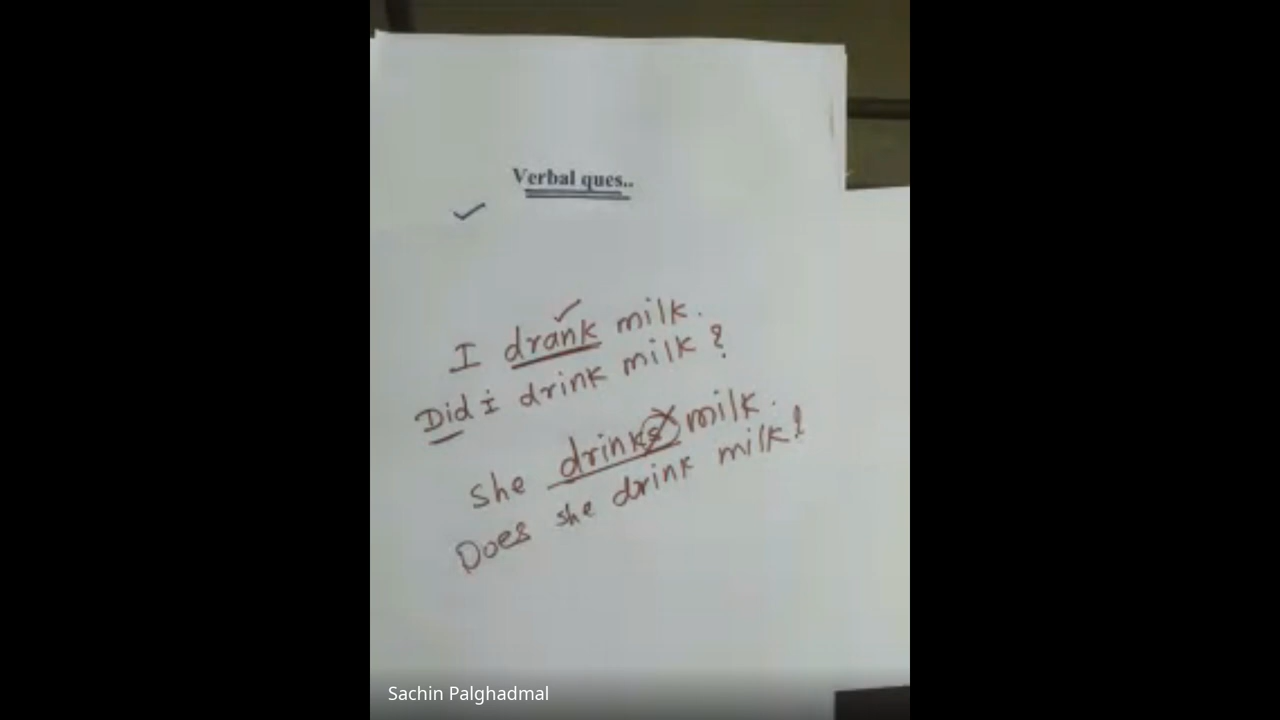 Verbal ques..
I drank milk.
Did I drink milk?
She drinks milk.
Does she drink milk?
Sachin Palghadmal